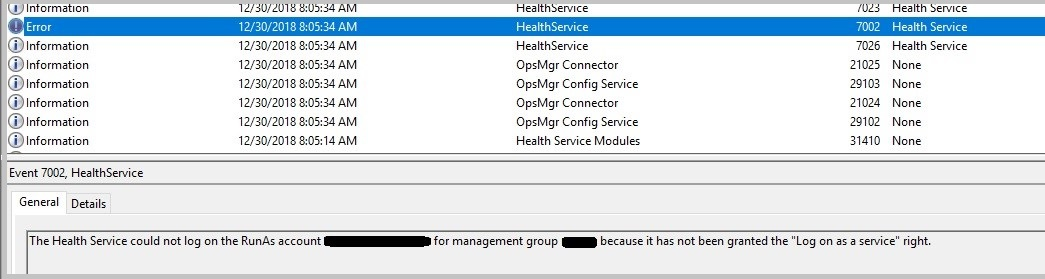 Information 12/30/2018 8:05:34 AM HealthService 7023 Health Service
Error 12/30/2018 8:05:34 AM HealthService 7002 Health Service
Information 12/30/2018 8:05:34 AM HealthService 7026 Health Service
Information 12/30/2018 8:05:34 AM OpsMgr Connector 21025 None
Information 12/30/2018 8:05:34 AM OpsMgr Config Service 29103 None
Information 12/30/2018 8:05:34 AM OpsMgr Connector 21024 None
Information 12/30/2018 8:05:34 AM OpsMgr Config Service 29102 None
Information 12/30/2018 8:05:14 AM Health Service Modules 31410 None
Event 7002, HealthService
General Details
The Health Service could not log on the RunAs account for management group because it has not been granted the "Log on as a service" right.